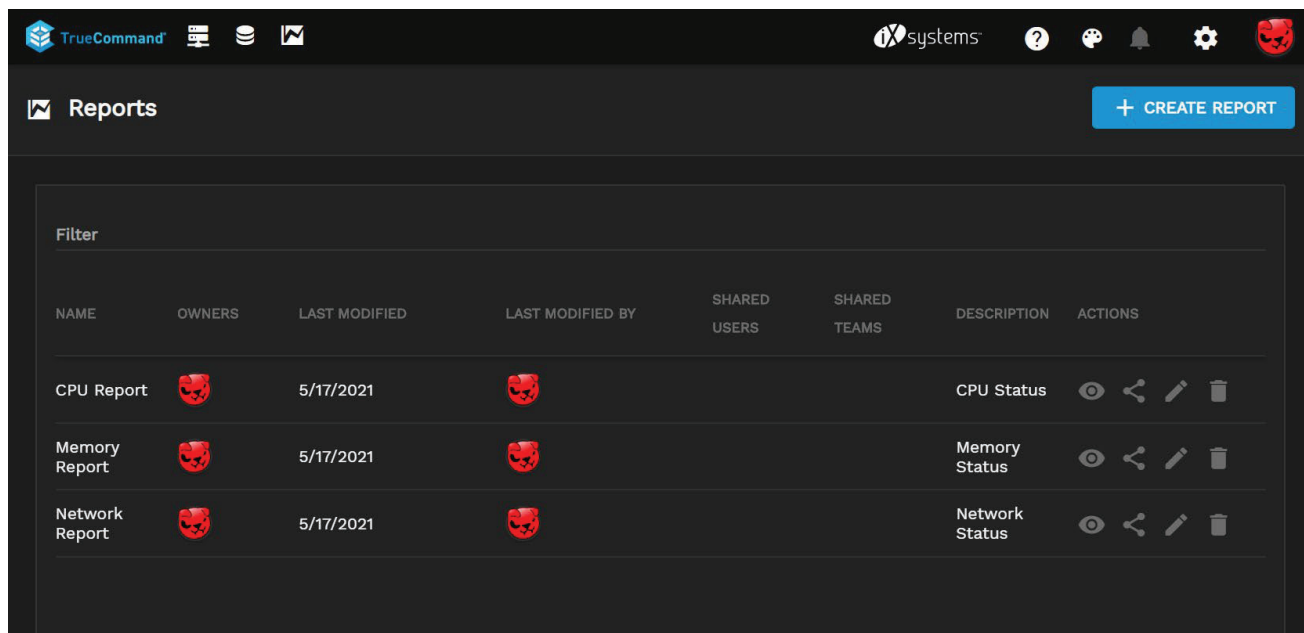 TrueCommand
iXsystems
?
Reports
+ CREATE REPORT
Filter
NAME OWNERS LAST MODIFIED LAST MODIFIED BY SHARED USERS SHARED TEAMS DESCRIPTION ACTIONS
CPU Report 5/17/2021 CPU Status
Memory Report 5/17/2021 Memory Status
Network Report 5/17/2021 Network Status